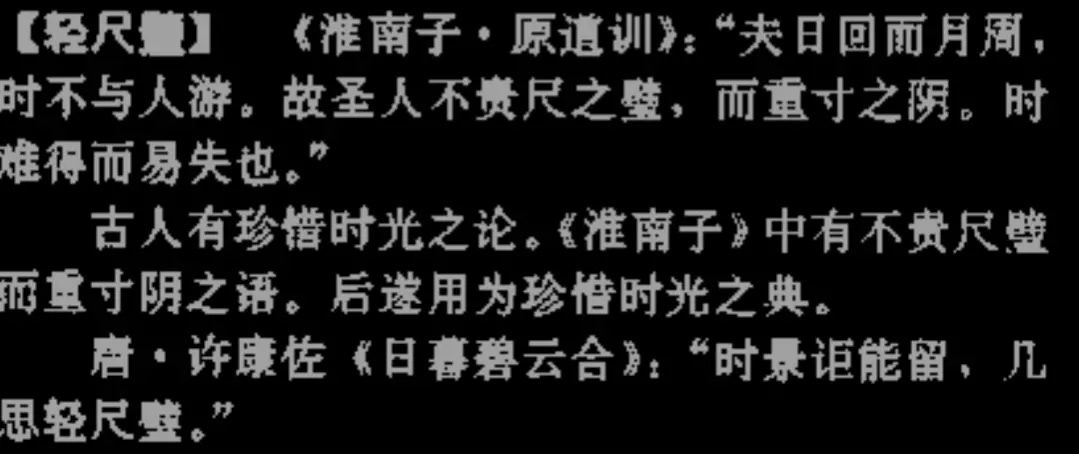 【轻尺璧】 《淮南子·原道训》：“夫日回而月周，
时不与人游。故圣人不贵尺之璧，而重寸之阴。时
难得而易失也。”
古人有珍惜时光之论。《淮南子》中有不贵尺璧
而重寸阴之语。后遂用为珍惜时光之典。
唐·许康佐《日暮碧云合》：“时景讵能留，几
思轻尺璧。”